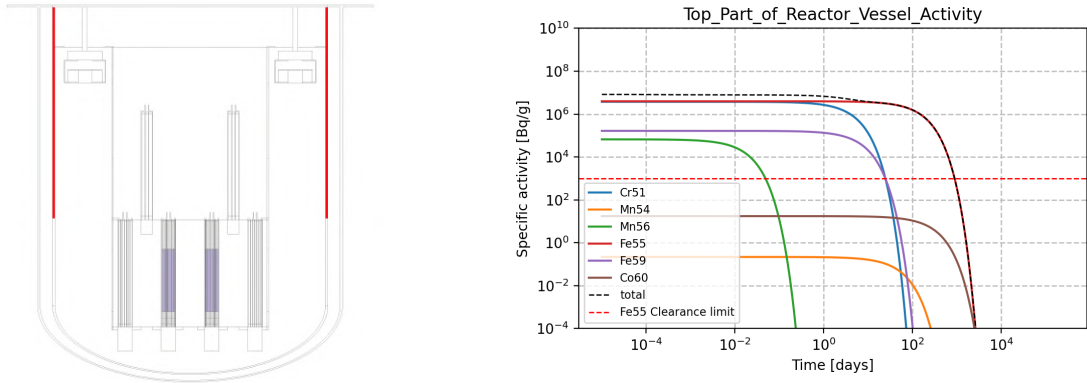 Top_Part_of_Reactor_Vessel_Activity
10^10
10^8
10^6
10^4
10^2
10^0
10^−2
10^−4
Specific activity [Bq/g]
Cr51
Mn54
Mn56
Fe55
Fe59
Co60
total
Fe55 Clearance limit
10^−4 10^−2 10^0 10^2 10^4
Time [days]